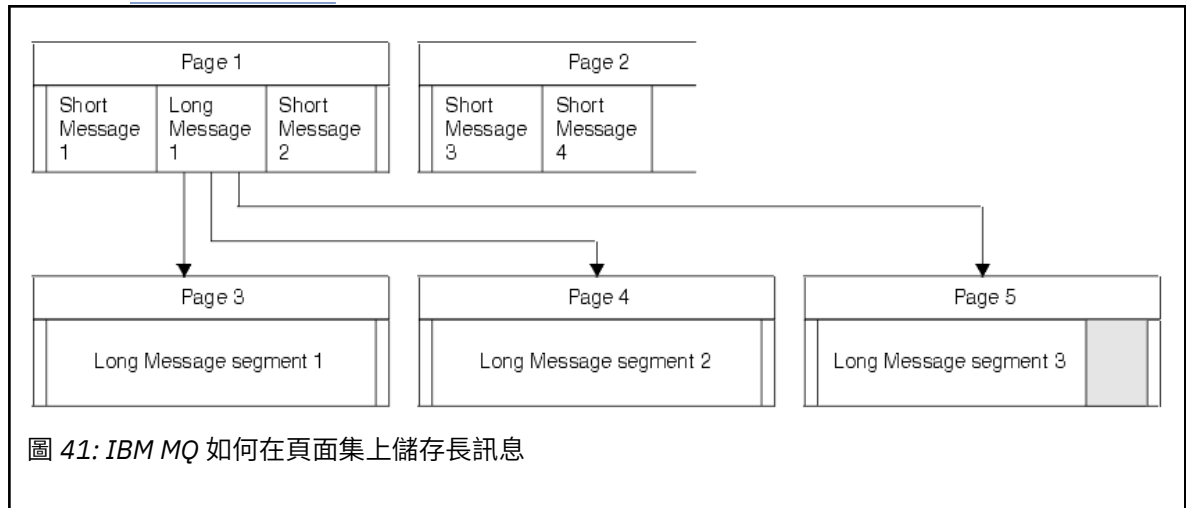 Page 1
Short Message 1
Long Message 1
Short Message 2
Page 2
Short Message 3
Short Message 4
Page 3
Long Message segment 1
Page 4
Long Message segment 2
Page 5
Long Message segment 3
圖 41: IBM MQ 如何在頁面集上儲存長訊息